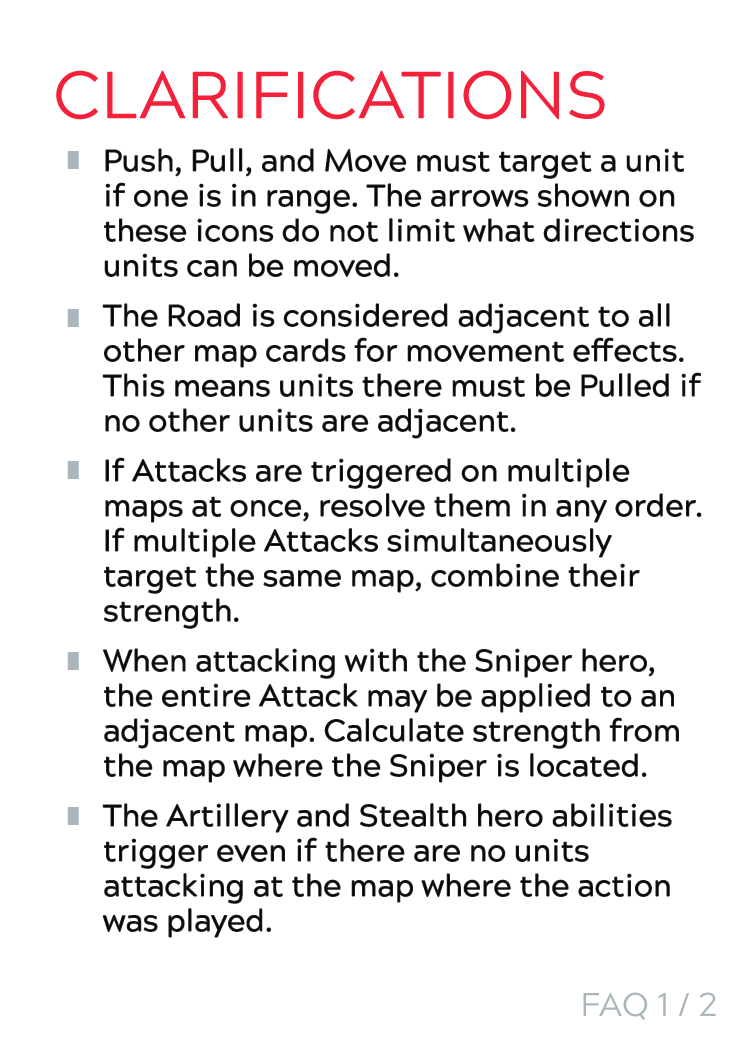 CLARIFICATIONS
Push, Pull, and Move must target a unit
if one is in range. The arrows shown on
these icons do not limit what directions
units can be moved.
The Road is considered adjacent to all
other map cards for movement effects.
This means units there must be Pulled if
no other units are adjacent.
If Attacks are triggered on multiple
maps at once, resolve them in any order.
If multiple Attacks simultaneously
target the same map, combine their
strength.
When attacking with the Sniper hero,
the entire Attack may be applied to an
adjacent map. Calculate strength from
the map where the Sniper is located.
The Artillery and Stealth hero abilities
trigger even if there are no units
attacking at the map where the action
was played.
FAQ 1 / 2